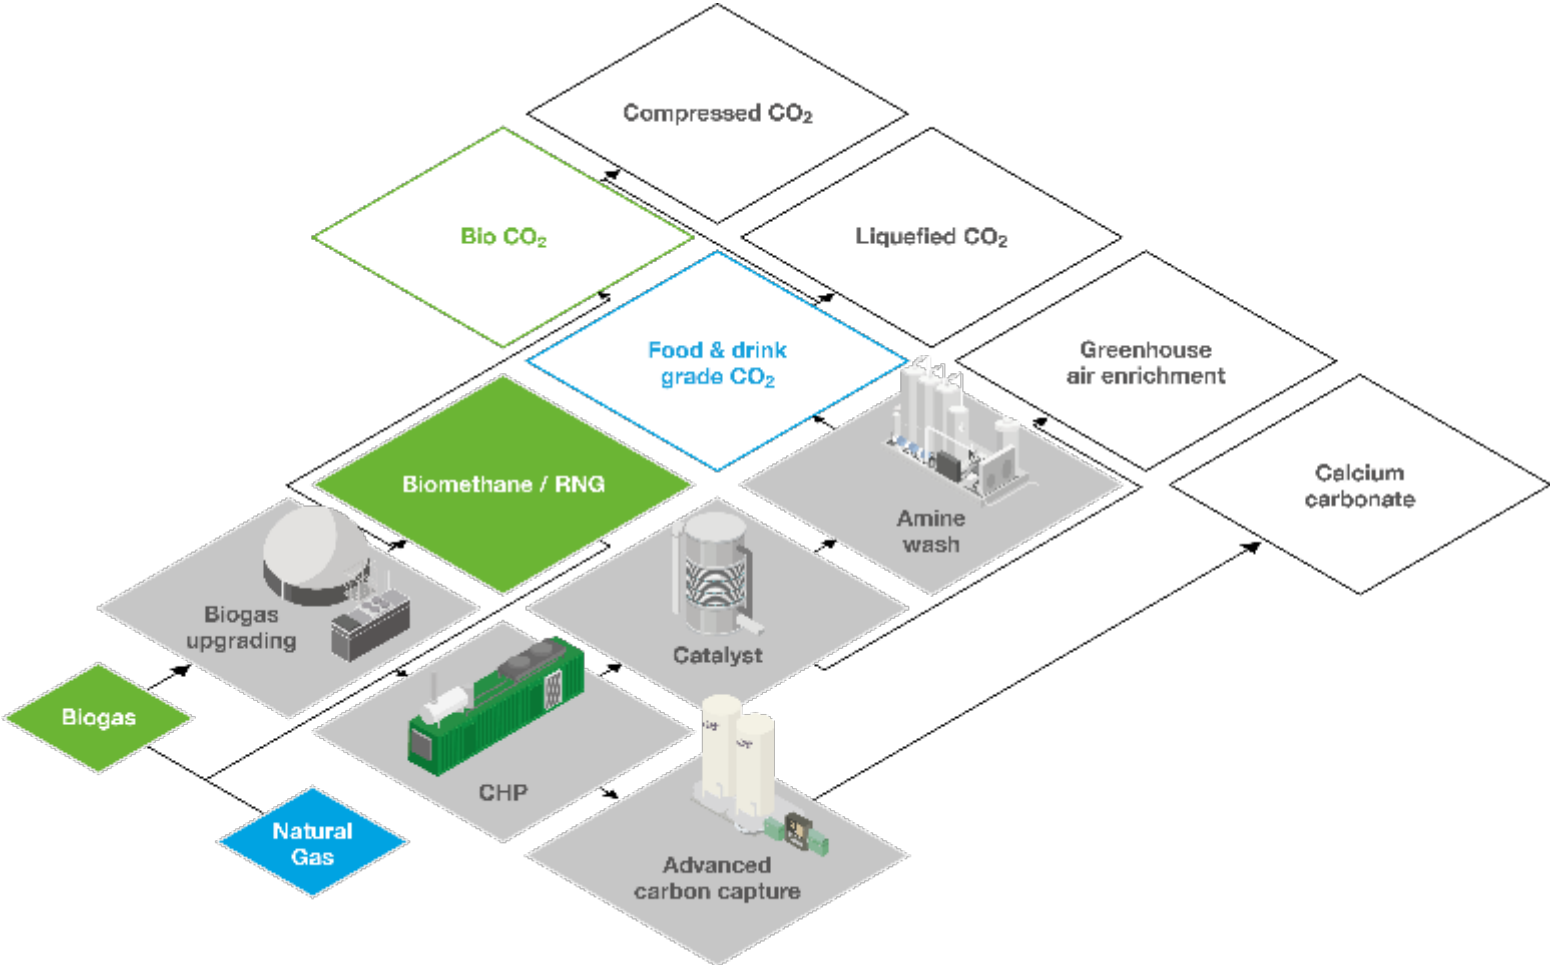 Compressed CO₂
Bio CO₂
Liquefied CO₂
Food & drink
grade CO₂
Greenhouse
air enrichment
Biomethane / RNG
Calcium
carbonate
Amine
wash
Biogas
upgrading
Catalyst
Biogas
CHP
Natural
Gas
Advanced
carbon capture